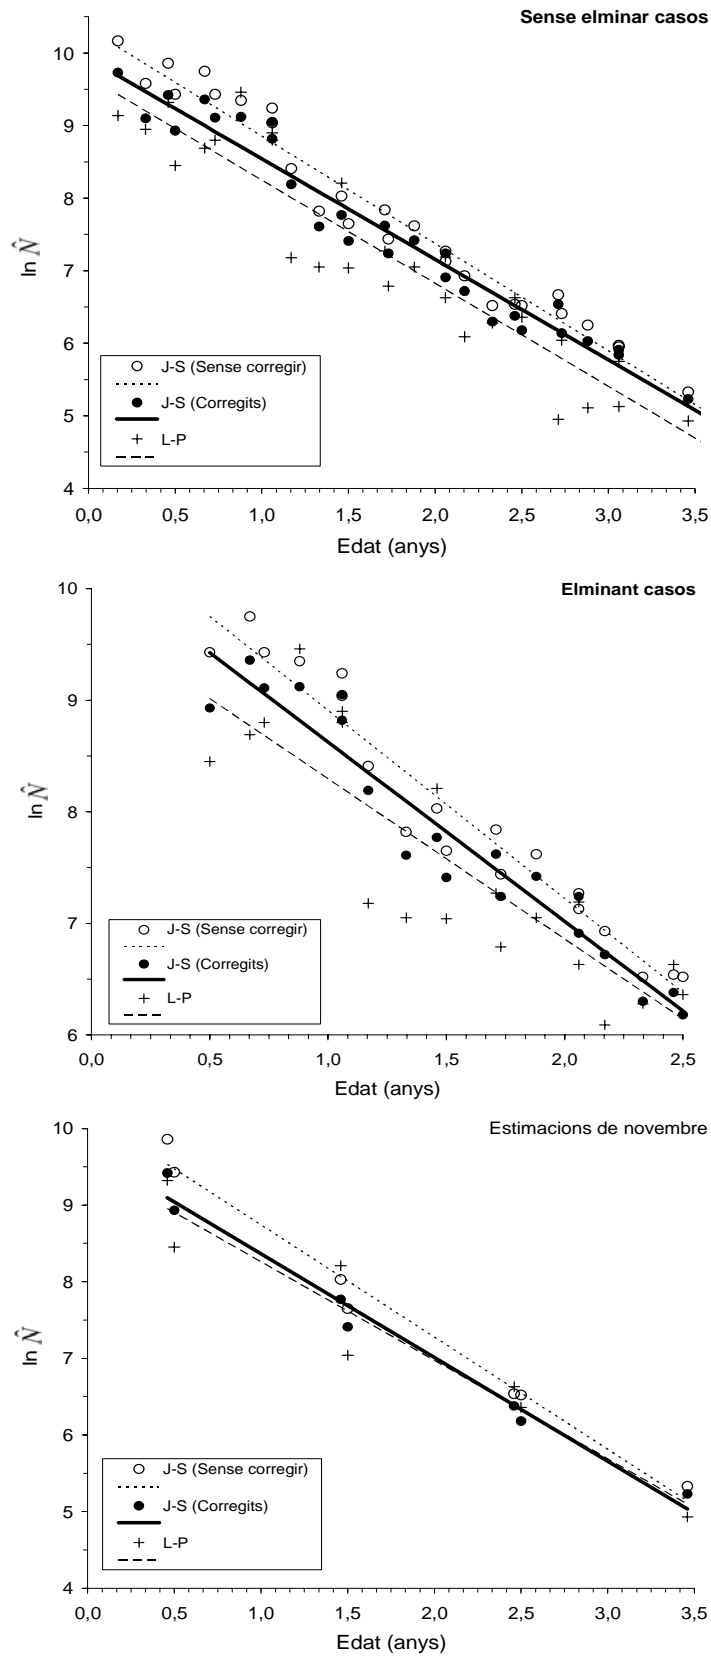 Sense elminar casos
10
9
8
7
6
5
4
ln N̂
J-S (Sense corregir)
J-S (Corregits)
L-P
0,0 0,5 1,0 1,5 2,0 2,5 3,0 3,5
Edat (anys)
Elminant casos
10
9
8
7
6
ln N̂
J-S (Sense corregir)
J-S (Corregits)
L-P
0,0 0,5 1,0 1,5 2,0 2,5
Edat (anys)
Estimacions de novembre
10
9
8
7
6
5
4
ln N̂
J-S (Sense corregir)
J-S (Corregits)
L-P
0,0 0,5 1,0 1,5 2,0 2,5 3,0 3,5
Edat (anys)